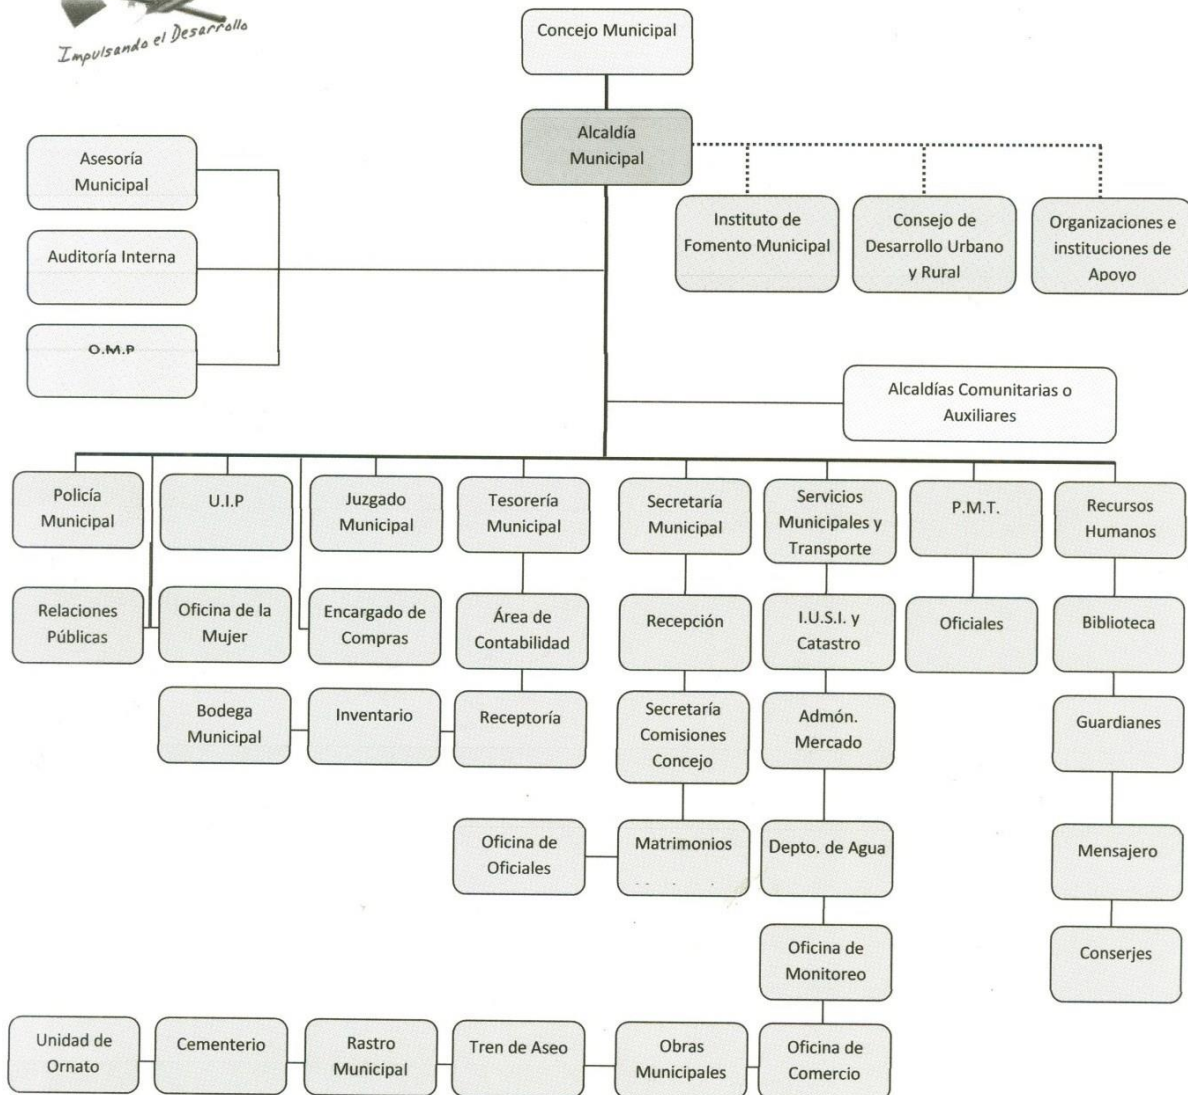 Impulsando el Desarrollo
Concejo Municipal
Alcaldía
Municipal
Asesoría
Municipal
Auditoría Interna
O.M.P
Instituto de
Fomento Municipal
Consejo de
Desarrollo Urbano
y Rural
Organizaciones e
instituciones de
Apoyo
Alcaldías Comunitarias o
Auxiliares
Policía
Municipal
U.I.P
Juzgado
Municipal
Tesorería
Municipal
Secretaría
Municipal
Servicios
Municipales y
Transporte
P.M.T.
Recursos
Humanos
Relaciones
Públicas
Oficina de la
Mujer
Encargado de
Compras
Área de
Contabilidad
Recepción
I.U.S.I. y
Catastro
Oficiales
Biblioteca
Bodega
Municipal
Inventario
Receptoría
Secretaría
Comisiones
Concejo
Admón.
Mercado
Guardianes
Oficina de
Oficiales
Matrimonios
Depto. de Agua
Mensajero
Oficina de
Monitoreo
Conserjes
Unidad de
Ornato
Cementerio
Rastro
Municipal
Tren de Aseo
Obras
Municipales
Oficina de
Comercio